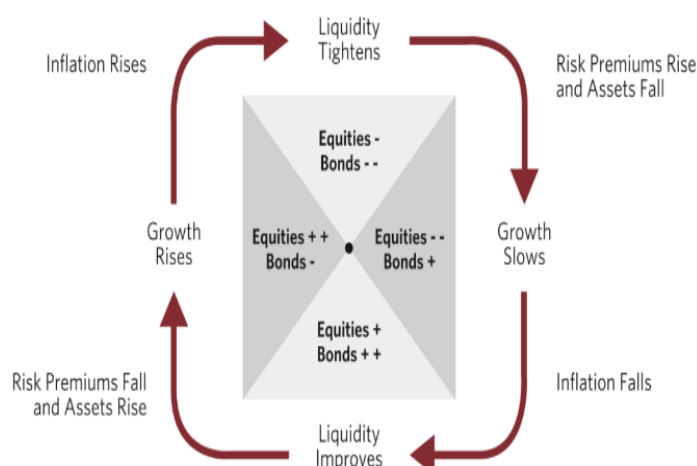 Liquidity
Tightens
Inflation Rises
Risk Premiums Rise
and Assets Fall
Equities -
Bonds - -
Growth
Rises
Equities + +
Bonds -
Equities - -
Bonds +
Growth
Slows
Equities +
Bonds + +
Risk Premiums Fall
and Assets Rise
Inflation Falls
Liquidity
Improves